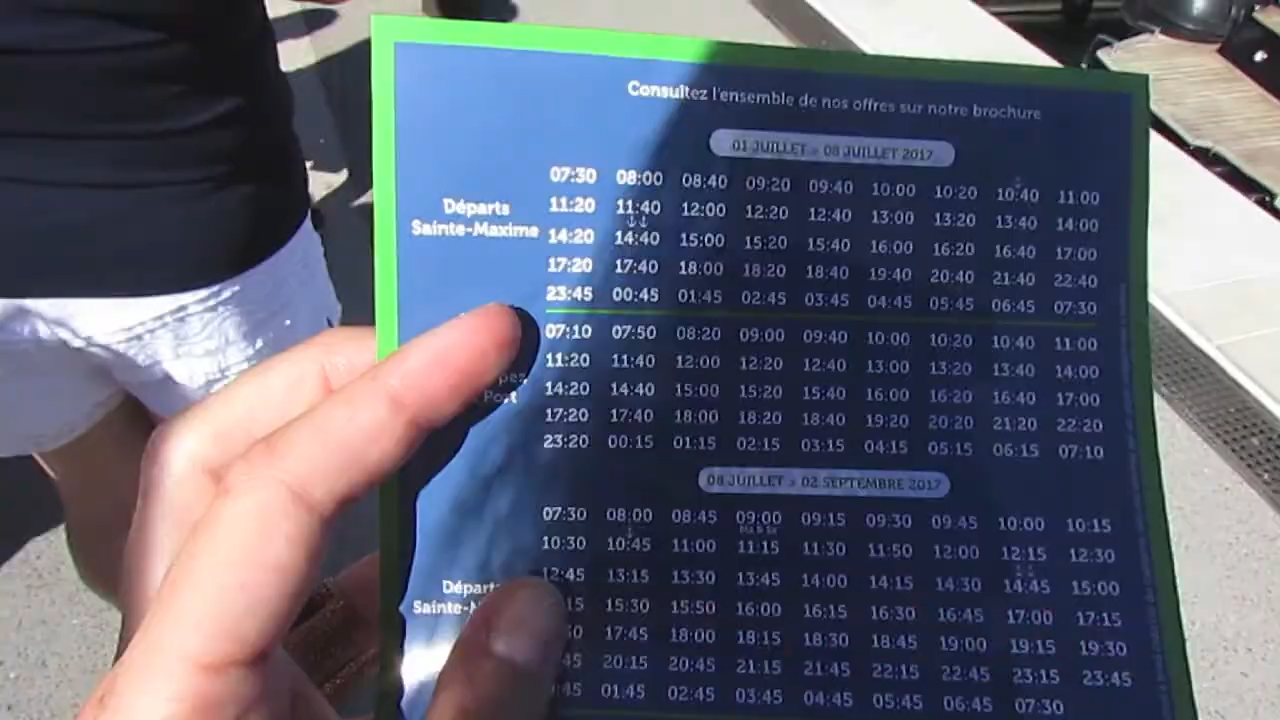 Consultez l'ensemble de nos offres sur notre brochure
01 JUILLET > 08 JUILLET 2017
Départs
Sainte-Maxime
07:30 08:00 08:40 09:20 09:40 10:00 10:20 10:40 11:00
11:20 11:40 12:00 12:20 12:40 13:00 13:20 13:40 14:00
14:20 14:40 15:00 15:20 15:40 16:00 16:20 16:40 17:00
17:20 17:40 18:00 18:20 18:40 19:40 20:40 21:40 22:40
23:45 00:45 01:45 02:45 03:45 04:45 05:45 06:45 07:30
pez
Port
07:10 07:50 08:20 09:00 09:40 10:00 10:20 10:40 11:00
11:20 11:40 12:00 12:20 12:40 13:00 13:20 13:40 14:00
14:20 14:40 15:00 15:20 15:40 16:00 16:20 16:40 17:00
17:20 17:40 18:00 18:20 18:40 19:20 20:20 21:20 22:20
23:20 00:15 01:15 02:15 03:15 04:15 05:15 06:15 07:10
08 JUILLET > 02 SEPTEMBRE 2017
Départs
Sainte-
07:30 08:00 08:45 09:00 09:15 09:30 09:45 10:00 10:15
10:30 10:45 11:00 11:15 11:30 11:50 12:00 12:15 12:30
12:45 13:15 13:30 13:45 14:00 14:15 14:30 14:45 15:00
:15 15:30 15:50 16:00 16:15 16:30 16:45 17:00 17:15
:30 17:45 18:00 18:15 18:30 18:45 19:00 19:15 19:30
:45 20:15 20:45 21:15 21:45 22:15 22:45 23:15 23:45
:45 01:45 02:45 03:45 04:45 05:45 06:45 07:30